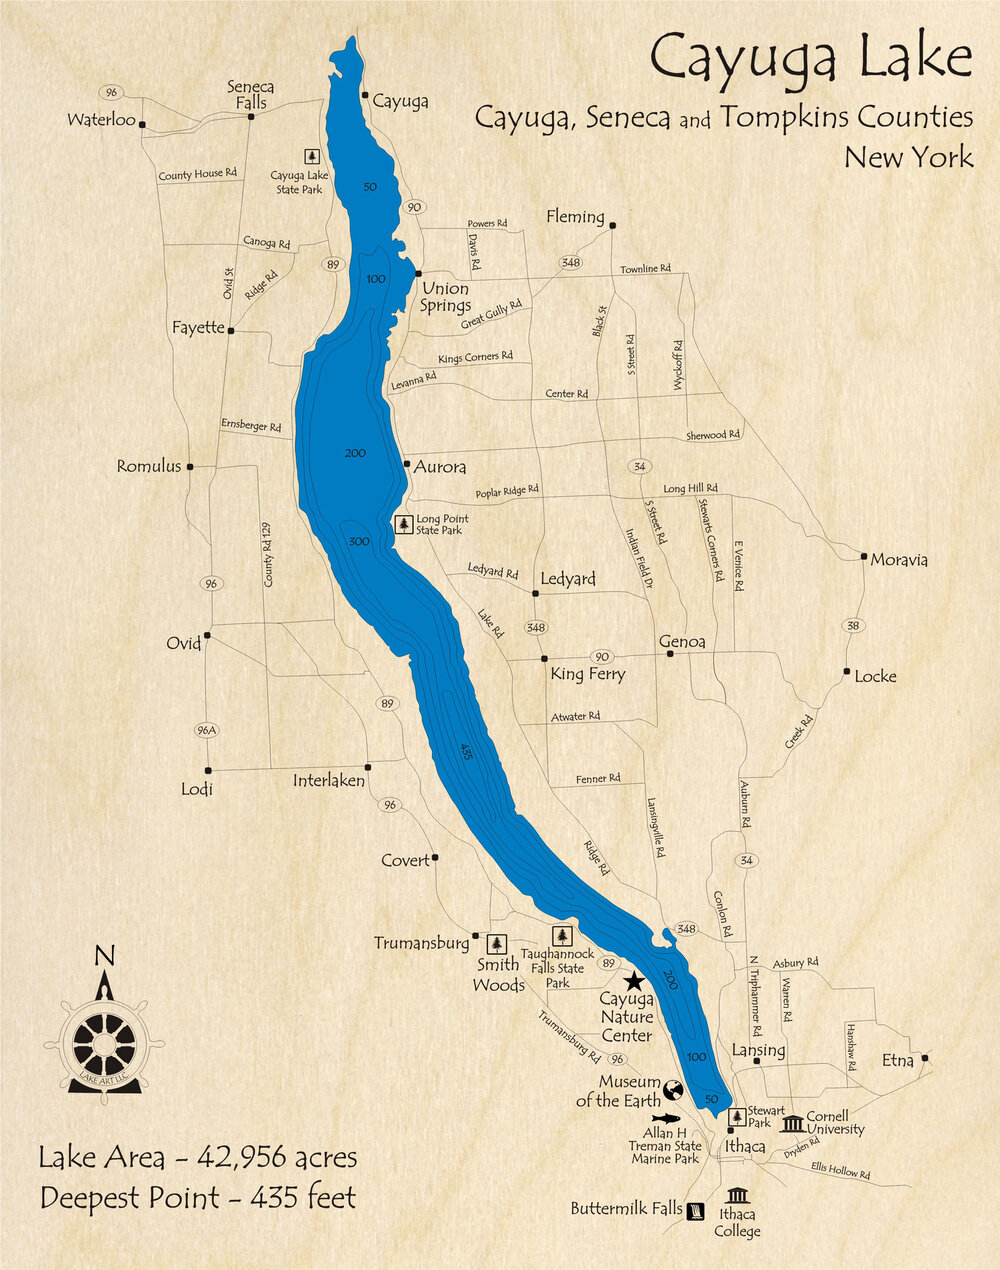 Cayuga Lake
Cayuga, Seneca and Tompkins Counties
New York
96
Seneca
Falls
Waterloo
Cayuga
County House Rd
Cayuga Lake
State Park
50
90
Fleming
Powers Rd
Davis Rd
Canoga Rd
89
348
Townline Rd
100
Ovid St
Ridge Rd
Union
Springs
Great Gully Rd
Black St
Fayette
S Street Rd
Wyckoff Rd
Kings Corners Rd
Levanna Rd
Center Rd
Ernsberger Rd
Sherwood Rd
200
Romulus
Aurora
34
Poplar Ridge Rd
Long Hill Rd
Long Point
State Park
S Street Rd
Stewarts Corners Rd
County Rd 129
300
Indian Field Dr
E Venice Rd
Moravia
96
Ledyard Rd
Ledyard
Lake Rd
348
38
Ovid
Genoa
90
King Ferry
Locke
89
Atwater Rd
96A
Creek Rd
435
Lodi
Interlaken
Fenner Rd
Auburn Rd
96
Lansingville Rd
Covert
Ridge Rd
34
Conlon Rd
348
Trumansburg
Smith
Woods
Taughannock
Falls State
Park
89
N Triphammer Rd
Asbury Rd
Warren Rd
200
Cayuga
Nature
Center
N
Trumansburg Rd
96
Hanshaw Rd
100
Lansing
Etna
LAKE ART LLC
Museum
of the Earth
50
Stewart
Park
Cornell
University
Allan H
Treman State
Marine Park
Ithaca
Dryden Rd
Ellis Hollow Rd
Lake Area - 42,956 acres
Deepest Point - 435 feet
Buttermilk Falls
Ithaca
College